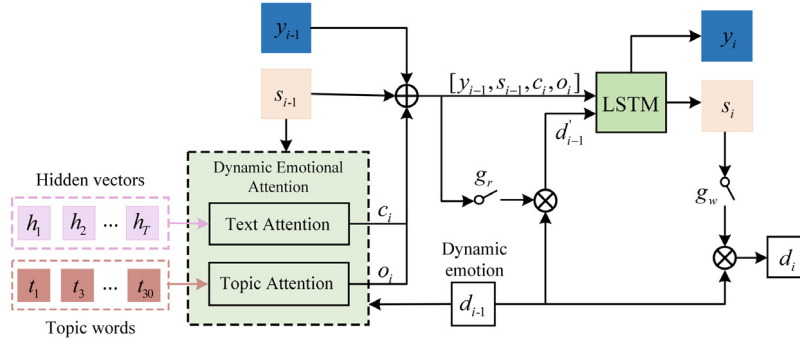 y_{i-1}
y_i
s_{i-1}
[y_{i-1}, s_{i-1}, c_i, o_i]
LSTM
s_i
d'_{i-1}
Dynamic Emotional
Attention
g_r
g_w
Hidden vectors
h_1 h_2 ... h_T
Text Attention
c_i
Topic Attention
o_i
t_1 t_3 ... t_{30}
Topic words
Dynamic
emotion
d_{i-1}
d_i